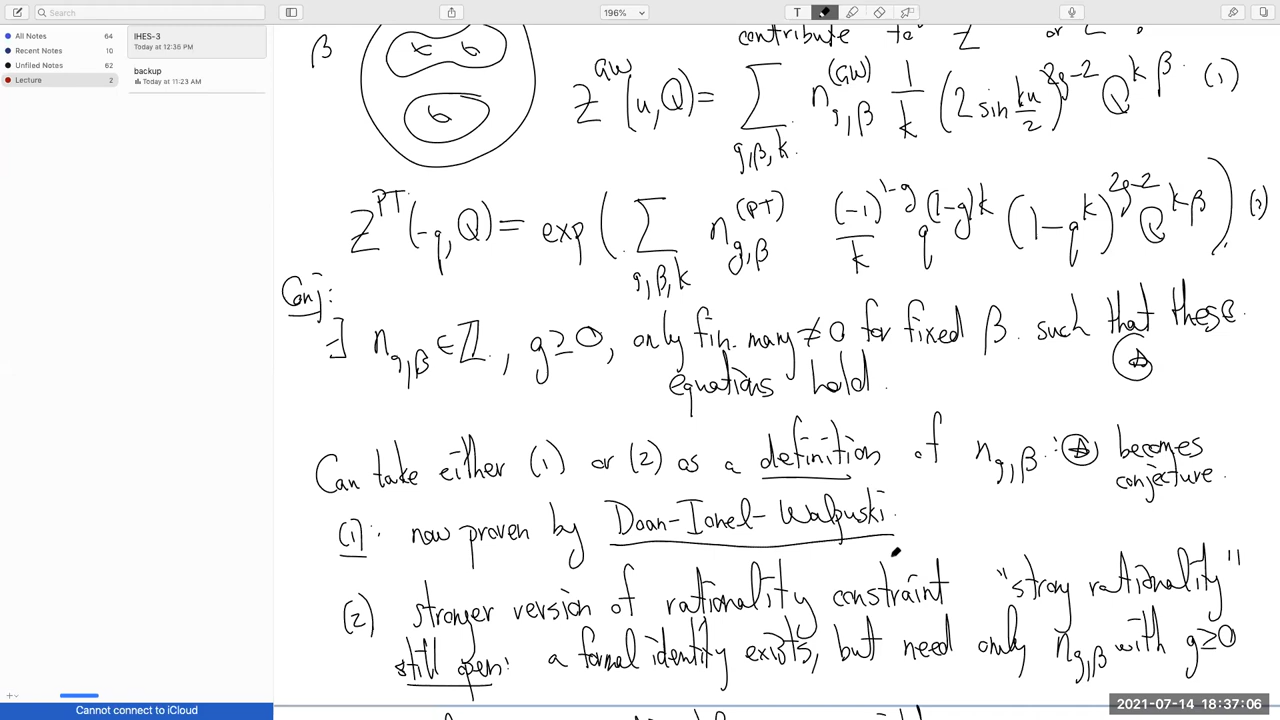 196%
T
Search
All Notes 64
Recent Notes 10
Unfiled Notes 62
Lecture 2
IHES-3
Today at 12:36 PM
backup
Today at 11:23 AM
contribute to Z or
β
Z^{GW}(u,Q) = ∑_{g,β,k} n_{g,β}^{(GW)} 1/k (2 sin ku/2)^{2g-2} Q^{kβ} (1)
Z^{PT}(-q,Q) = exp ( ∑_{g,β,k} n_{g,β}^{(PT)} (-1)^{1-g}/k q^{(1-g)k} (1-q^k)^{2g-2} Q^{kβ} ) (2)
Conj:
∃ n_{g,β} ∈ ℤ, g≥0, only fin. many ≠0 for fixed β. such that these
equations hold.
Can take either (1) or (2) as a definition of n_{g,β} : becomes
conjecture.
(1): now proven by Doan-Ionel-Walpuski.
(2) stronger version of rationality constraint "strong rationality"
still open: a formal identity exists, but need only n_{g,β} with g≥0
2021-07-14 18:37:06
Cannot connect to iCloud